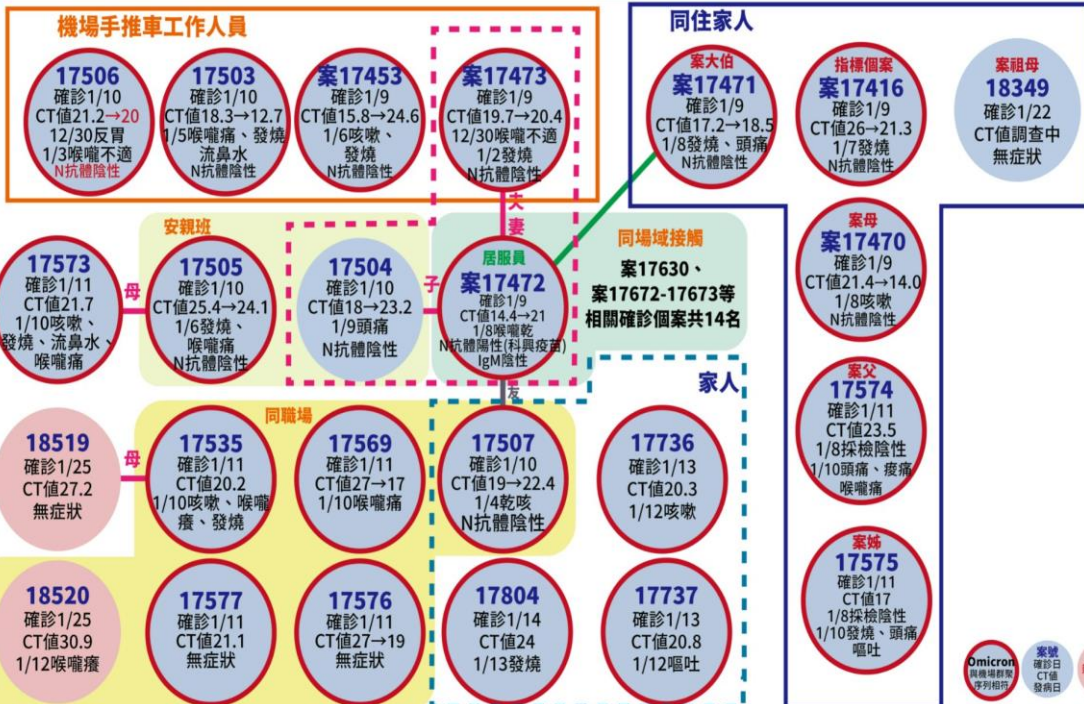 機場手推車工作人員
17506
確診1/10
CT值21.2→20
12/30反胃
1/3喉嚨不適
N抗體陰性
17503
確診1/10
CT值18.3→12.7
1/5喉嚨痛、發燒
流鼻水
N抗體陰性
案17453
確診1/9
CT值15.8→24.6
1/6咳嗽、
發燒
N抗體陰性
案17473
確診1/9
CT值19.7→20.4
12/30喉嚨不適
1/2發燒
N抗體陰性
同住家人
案大伯
案17471
確診1/9
CT值17.2→18.5
1/8發燒、頭痛
N抗體陰性
指標個案
案17416
確診1/9
CT值26→21.3
1/7發燒
N抗體陰性
案祖母
18349
確診1/22
CT值調查中
無症狀
夫
妻
17573
確診1/11
CT值21.7
1/10咳嗽、
發燒、流鼻水、
喉嚨痛
母
安親班
17505
確診1/10
CT值25.4→24.1
1/6發燒、
喉嚨痛
N抗體陰性
17504
確診1/10
CT值18→23.2
1/9頭痛
N抗體陰性
子
居服員
案17472
確診1/9
CT值14.4→21
1/8喉嚨乾
N抗體陽性(科興疫苗)
IgM陰性
同場域接觸
案17630、
案17672-17673等
相關確診個案共14名
案母
案17470
確診1/9
CT值21.4→14.0
1/8咳嗽
N抗體陰性
友
家人
案父
17574
確診1/11
CT值23.5
1/8採檢陰性
1/10頭痛、痠痛
喉嚨痛
18519
確診1/25
CT值27.2
無症狀
母
同職場
17535
確診1/11
CT值20.2
1/10咳嗽、喉嚨
癢、發燒
17569
確診1/11
CT值27→17
1/10喉嚨痛
17507
確診1/10
CT值19→22.4
1/4乾咳
N抗體陰性
17736
確診1/13
CT值20.3
1/12咳嗽
案姊
17575
確診1/11
CT值17
1/8採檢陰性
1/10發燒、頭痛
嘔吐
18520
確診1/25
CT值30.9
1/12喉嚨癢
17577
確診1/11
CT值21.1
無症狀
17576
確診1/11
CT值27→19
無症狀
17804
確診1/14
CT值24
1/13發燒
17737
確診1/13
CT值20.8
1/12嘔吐
Omicron
與機場群聚
序列相符
案號
確診日
CT值
發病日